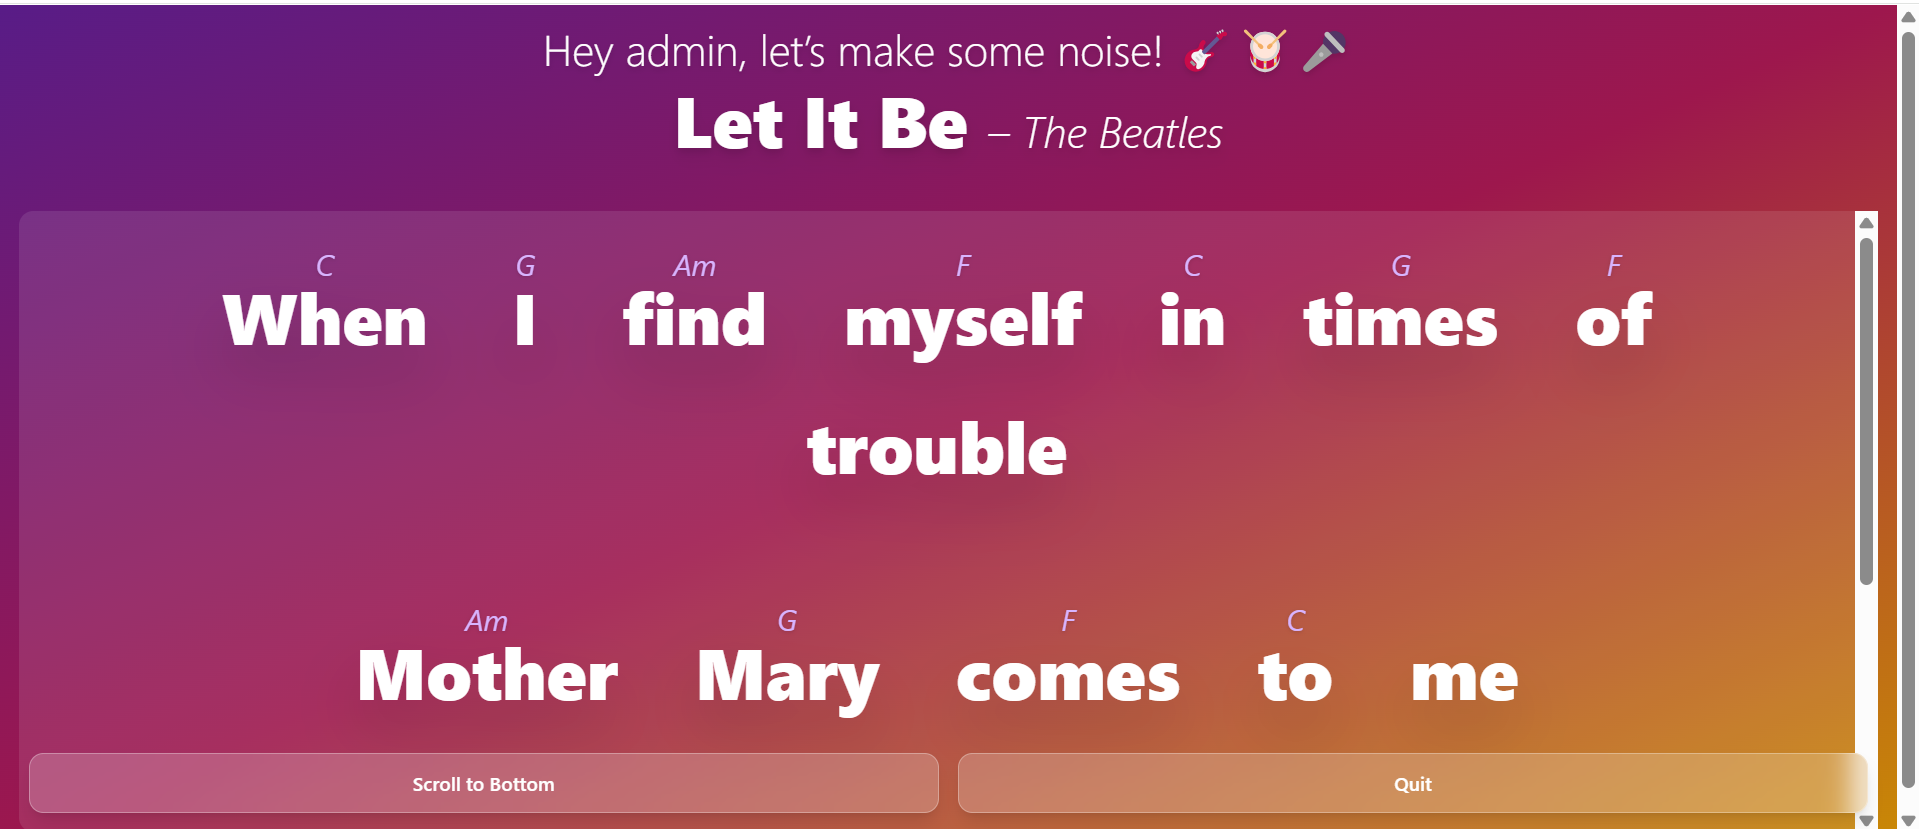 Hey admin, let’s make some noise! 🎸 🥁 🎤
Let It Be – The Beatles
C G Am F C G F
When I find myself in times of
trouble
Am G F C
Mother Mary comes to me
Scroll to Bottom Quit